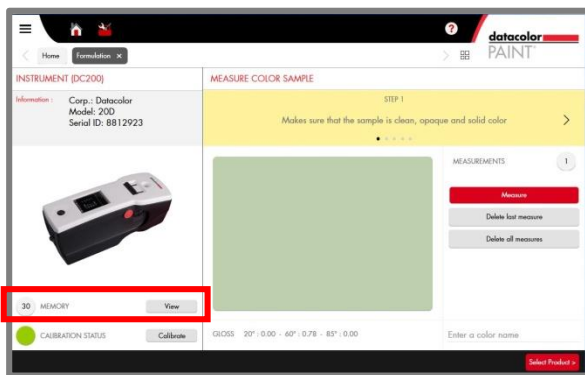 datacolor
PAINT
Home
Formulation ×
INSTRUMENT (DC200)
MEASURE COLOR SAMPLE
Information :
Corp.: Datacolor
Model: 20D
Serial ID: 8812923
STEP 1
Makes sure that the sample is clean, opaque and solid color
MEASUREMENTS
1
Measure
Delete last measure
Delete all measures
30 MEMORY
View
CALIBRATION STATUS
Calibrate
GLOSS 20° : 0.00 - 60° : 0.78 - 85° : 0.00
Enter a color name
Select Product >